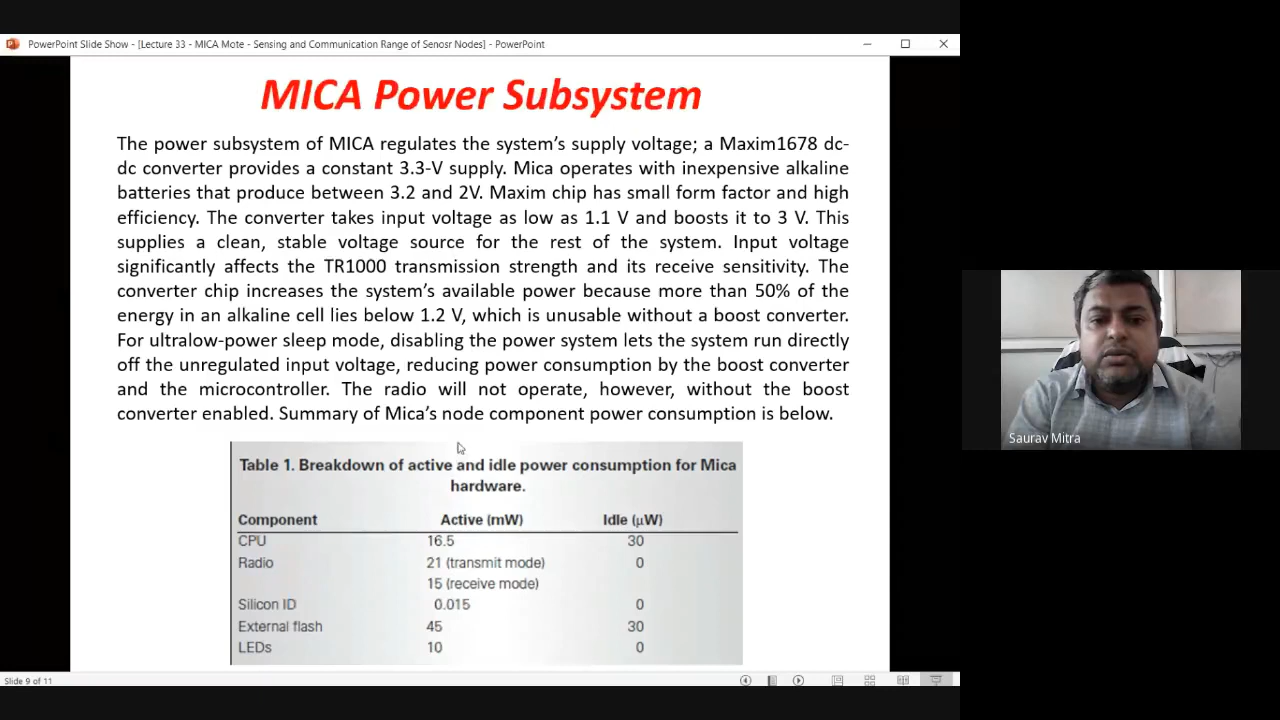 PowerPoint Slide Show - [Lecture 33 - MICA Mote - Sensing and Communication Range of Senosr Nodes] - PowerPoint
MICA Power Subsystem
The power subsystem of MICA regulates the system's supply voltage; a Maxim1678 dc-
dc converter provides a constant 3.3-V supply. Mica operates with inexpensive alkaline
batteries that produce between 3.2 and 2V. Maxim chip has small form factor and high
efficiency. The converter takes input voltage as low as 1.1 V and boosts it to 3 V. This
supplies a clean, stable voltage source for the rest of the system. Input voltage
significantly affects the TR1000 transmission strength and its receive sensitivity. The
converter chip increases the system's available power because more than 50% of the
energy in an alkaline cell lies below 1.2 V, which is unusable without a boost converter.
For ultralow-power sleep mode, disabling the power system lets the system run directly
off the unregulated input voltage, reducing power consumption by the boost converter
and the microcontroller. The radio will not operate, however, without the boost
converter enabled. Summary of Mica's node component power consumption is below.
Table 1. Breakdown of active and idle power consumption for Mica
hardware.
Component Active (mW) Idle (μW)
CPU 16.5 30
Radio 21 (transmit mode) 0
15 (receive mode)
Silicon ID 0.015 0
External flash 45 30
LEDs 10 0
Slide 9 of 11
Saurav Mitra